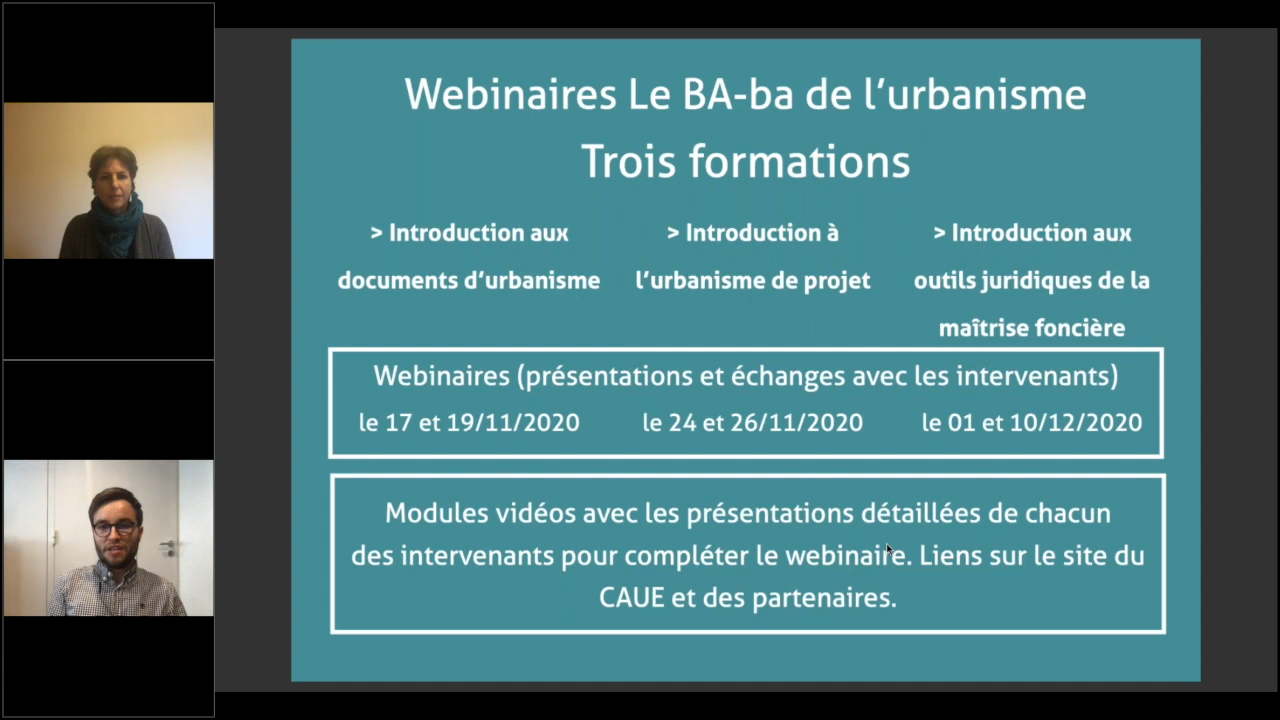 Webinaires Le BA-ba de l’urbanisme
Trois formations
> Introduction aux
documents d’urbanisme
> Introduction à
l’urbanisme de projet
> Introduction aux
outils juridiques de la
maîtrise foncière
Webinaires (présentations et échanges avec les intervenants)
le 17 et 19/11/2020
le 24 et 26/11/2020
le 01 et 10/12/2020
Modules vidéos avec les présentations détaillées de chacun
des intervenants pour compléter le webinaire. Liens sur le site du
CAUE et des partenaires.